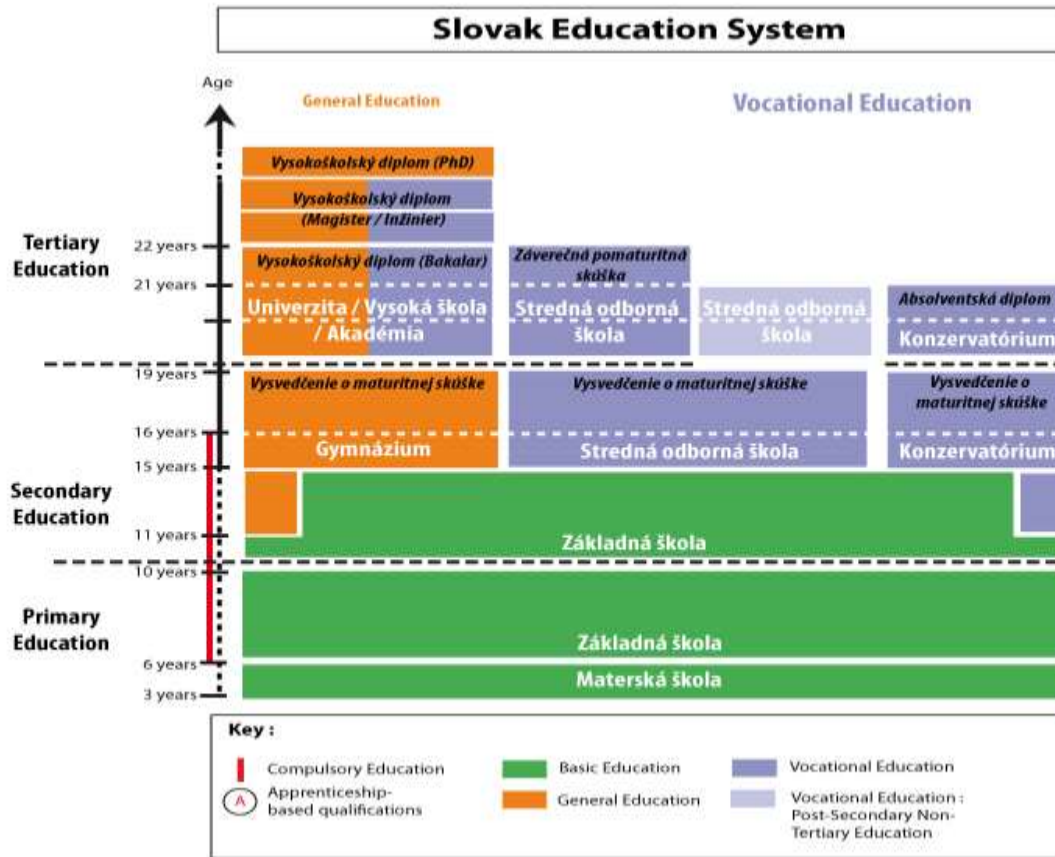 Slovak Education System
Age
General Education
Vocational Education
Vysokoškolský diplom (PhD)
Vysokoškolský diplom
(Magister / Inžinier)
Tertiary
Education
22 years
Vysokoškolský diplom (Bakalar)
Záverečná pomaturitná
skúška
21 years
Univerzita / Vysoká škola
/ Akadémia
Stredná odborná
škola
Stredná odborná
škola
Absolventská diplom
Konzervatórium
19 years
Vysvedčenie o maturitnej skúške
Vysvedčenie o maturitnej skúške
Vysvedčenie o
maturitnej skúške
16 years
Gymnázium
Stredná odborná škola
Konzervatórium
15 years
Secondary
Education
11 years
Základná škola
10 years
Primary
Education
Základná škola
6 years
Materská škola
3 years
Key :
Compulsory Education
A Apprenticeship-
based qualifications
Basic Education
General Education
Vocational Education
Vocational Education :
Post-Secondary Non-
Tertiary Education